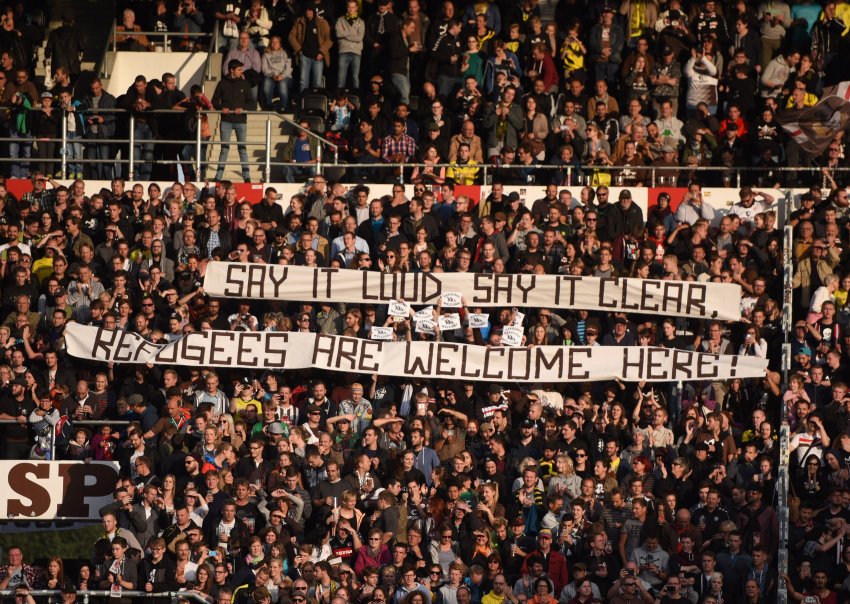 SAY IT LOUD SAY IT CLEAR,
REFUGEES ARE WELCOME HERE!
SP